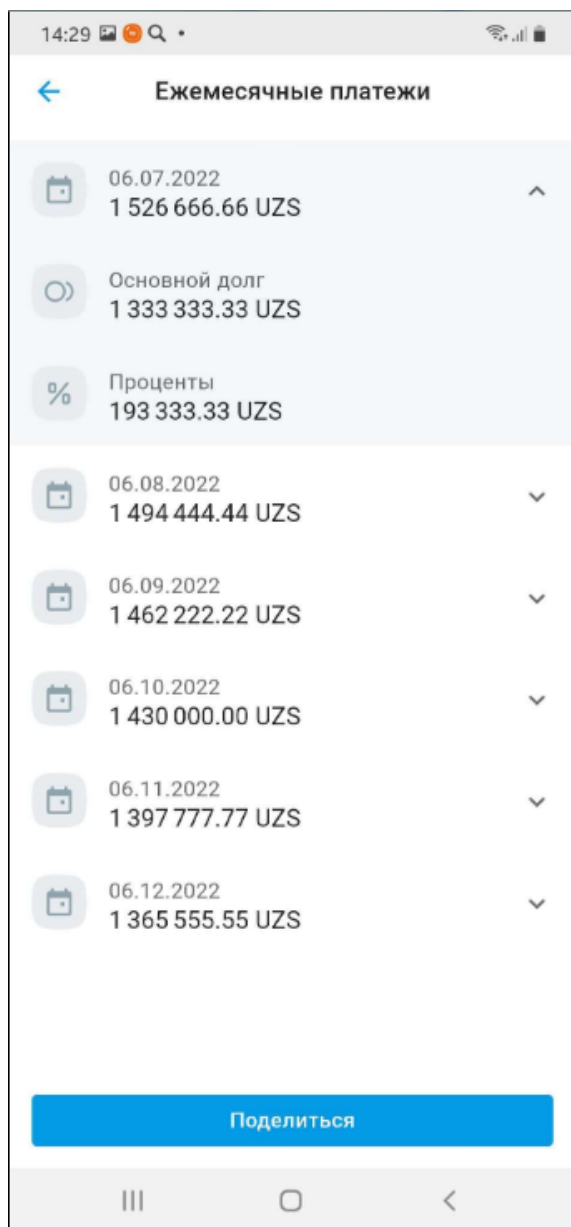 14:29
Ежемесячные платежи
06.07.2022
1 526 666.66 UZS
Основной долг
1 333 333.33 UZS
%
Проценты
193 333.33 UZS
06.08.2022
1 494 444.44 UZS
06.09.2022
1 462 222.22 UZS
06.10.2022
1 430 000.00 UZS
06.11.2022
1 397 777.77 UZS
06.12.2022
1 365 555.55 UZS
Поделиться